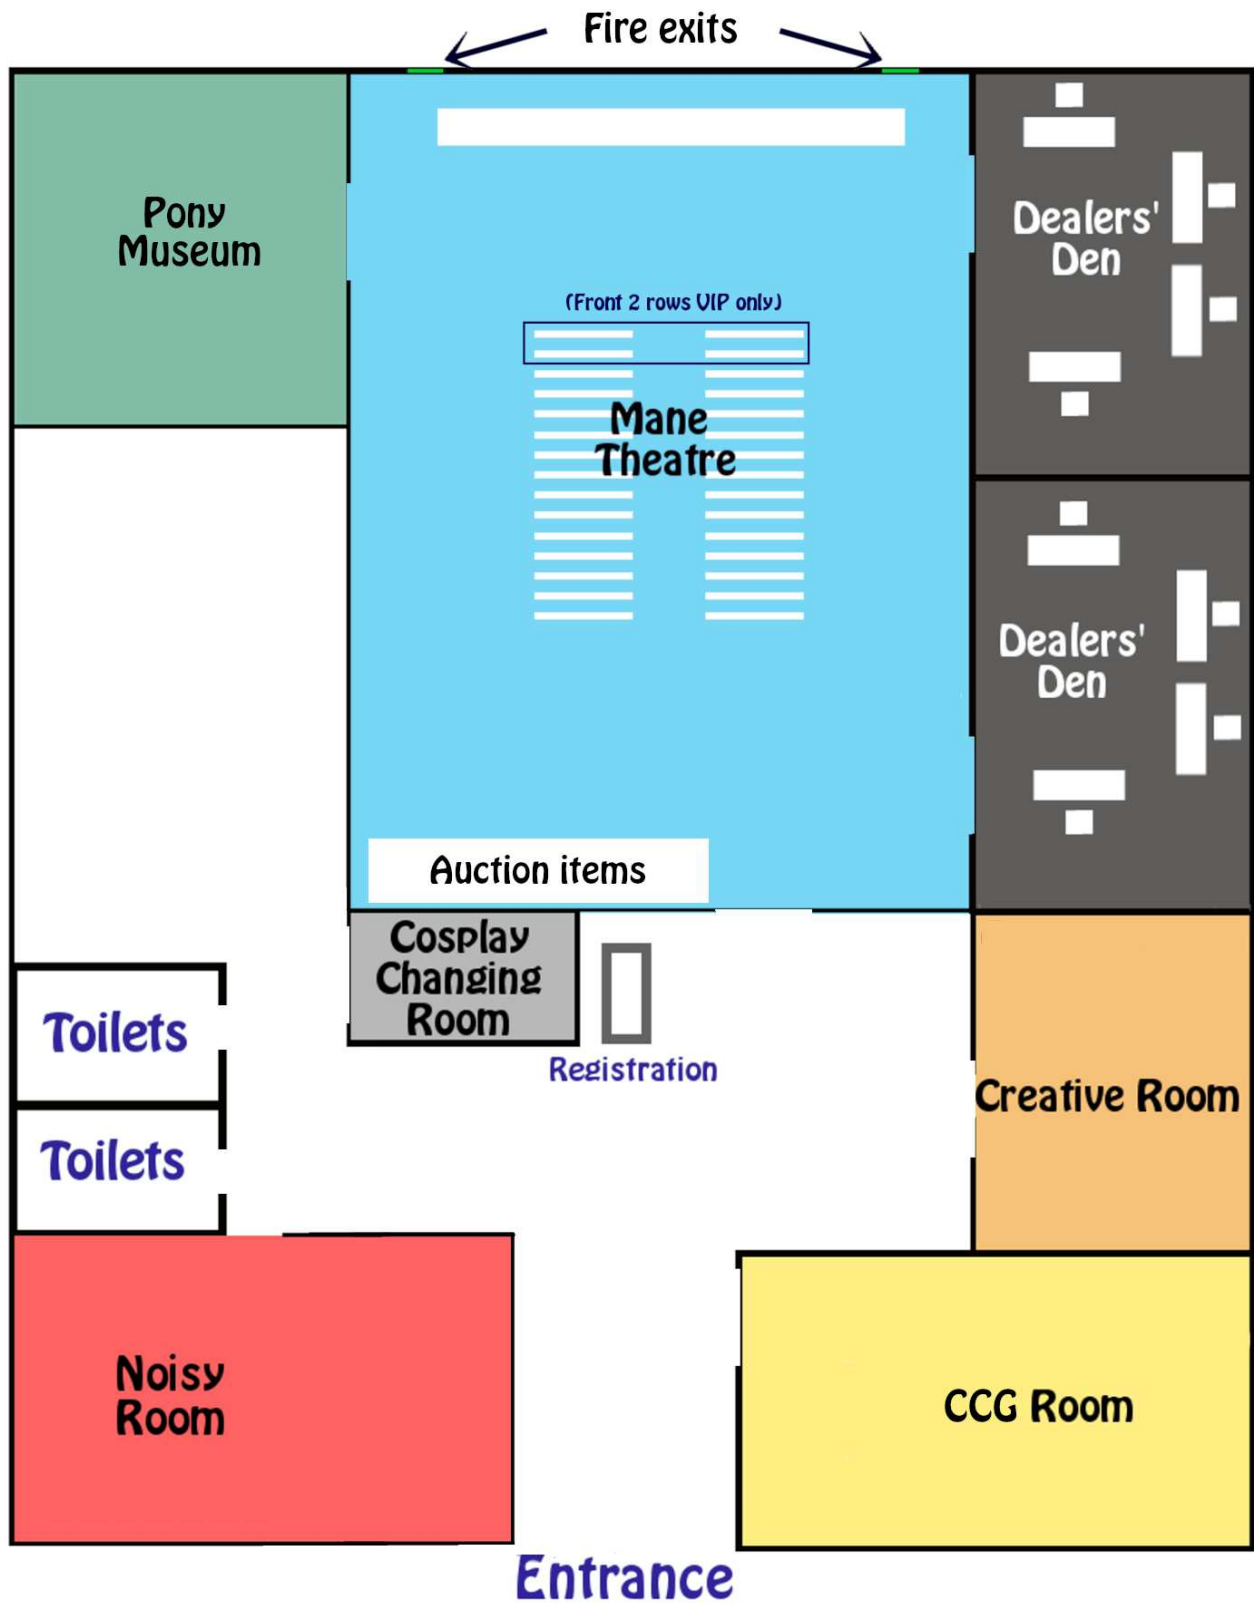 Fire exits
Pony
Museum
Dealers'
Den
(Front 2 rows VIP only)
Mane
Theatre
Dealers'
Den
Auction items
Cosplay
Changing
Room
Registration
Toilets
Toilets
Creative Room
Noisy
Room
CCG Room
Entrance